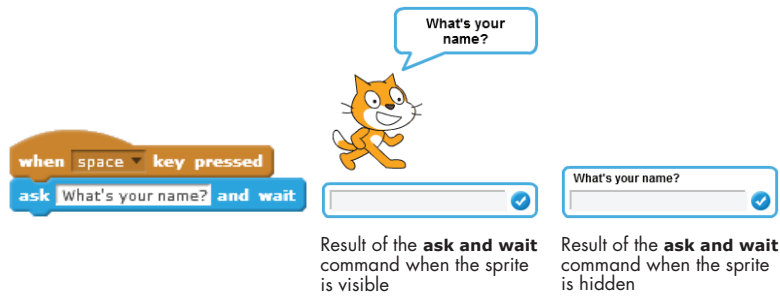 What's your
name?
when space key pressed
ask What's your name? and wait
What's your name?
Result of the ask and wait
command when the sprite
is visible
Result of the ask and wait
command when the sprite
is hidden